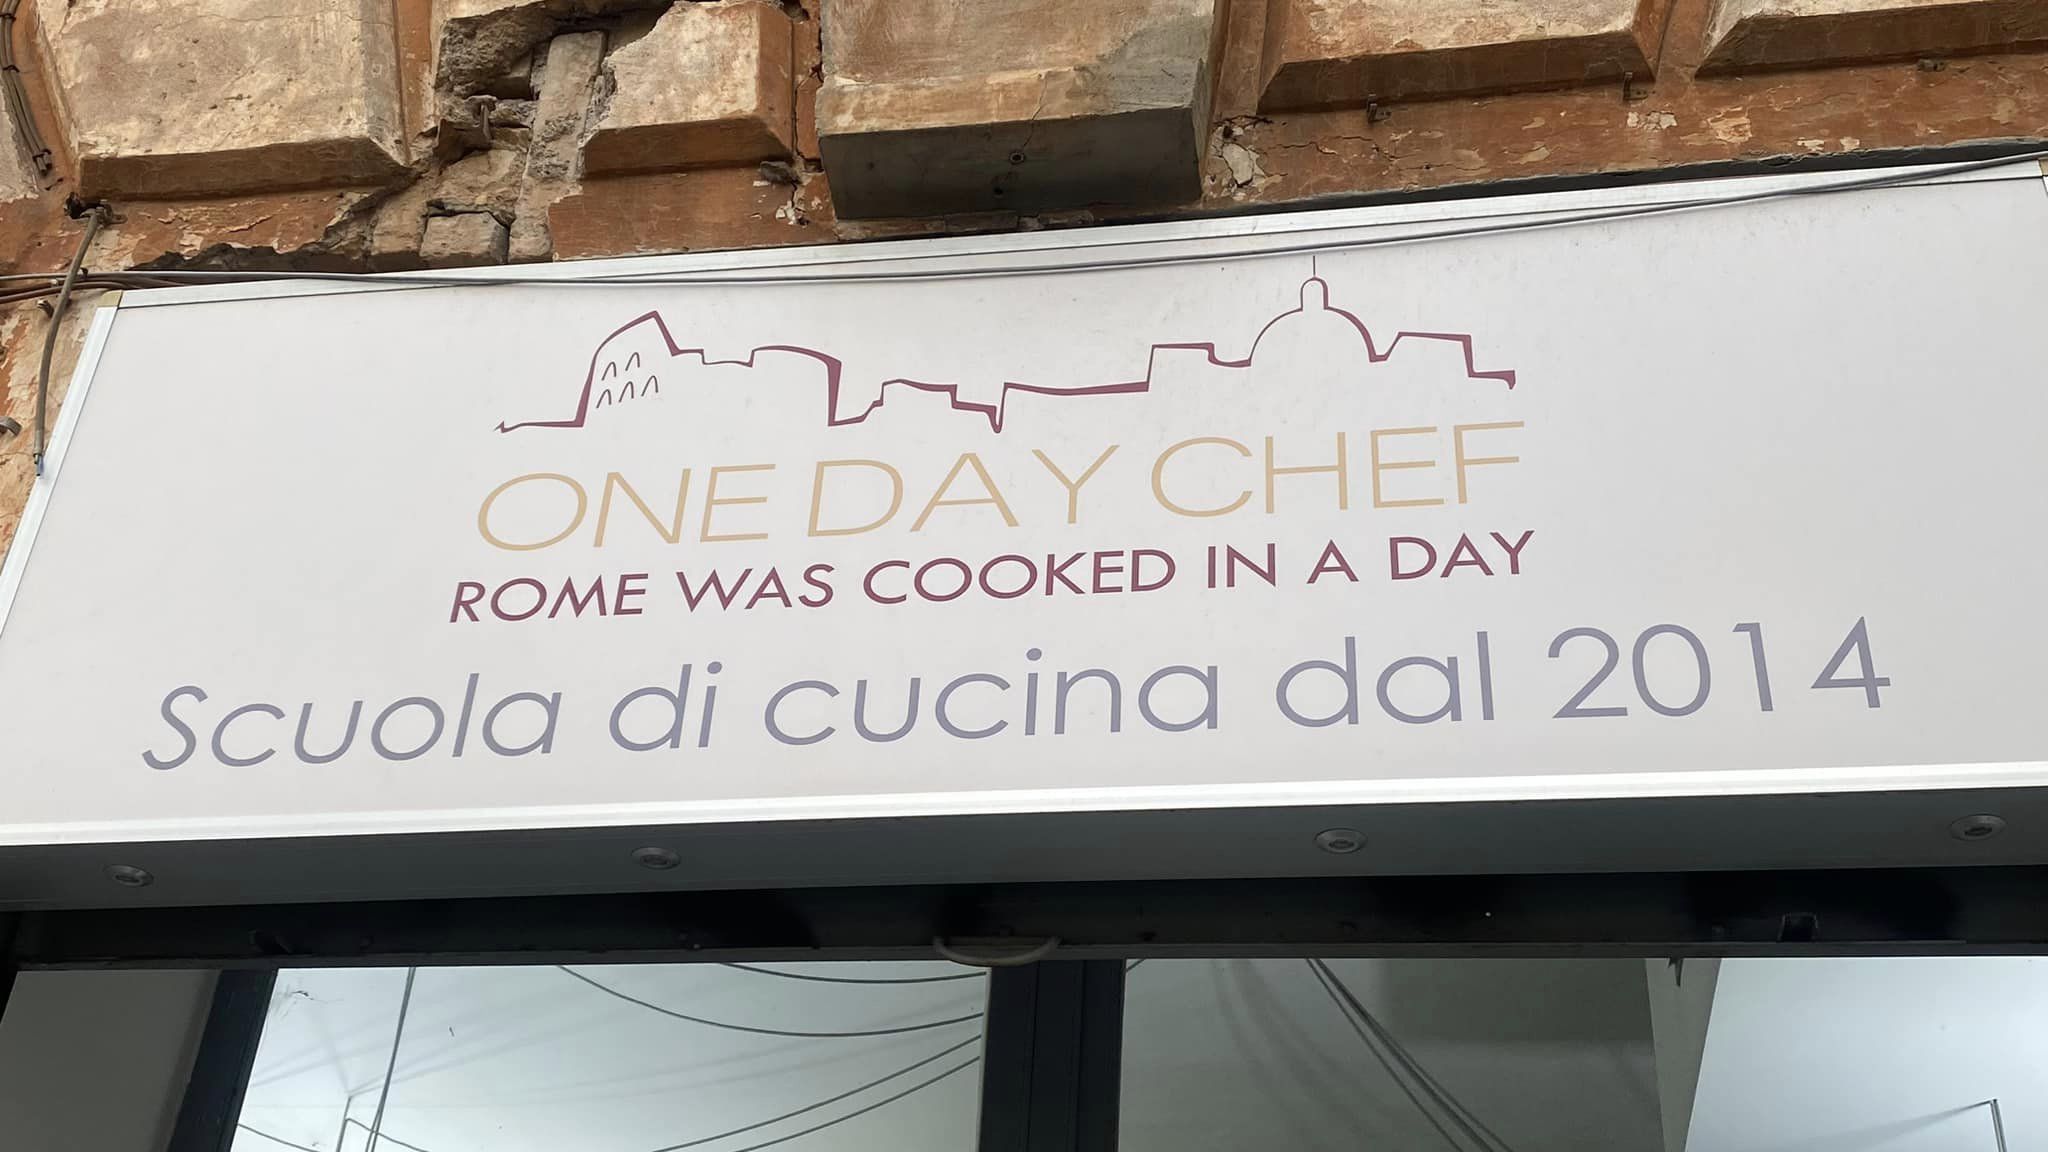 ONE DAY CHEF
ROME WAS COOKED IN A DAY
Scuola di cucina dal 2014